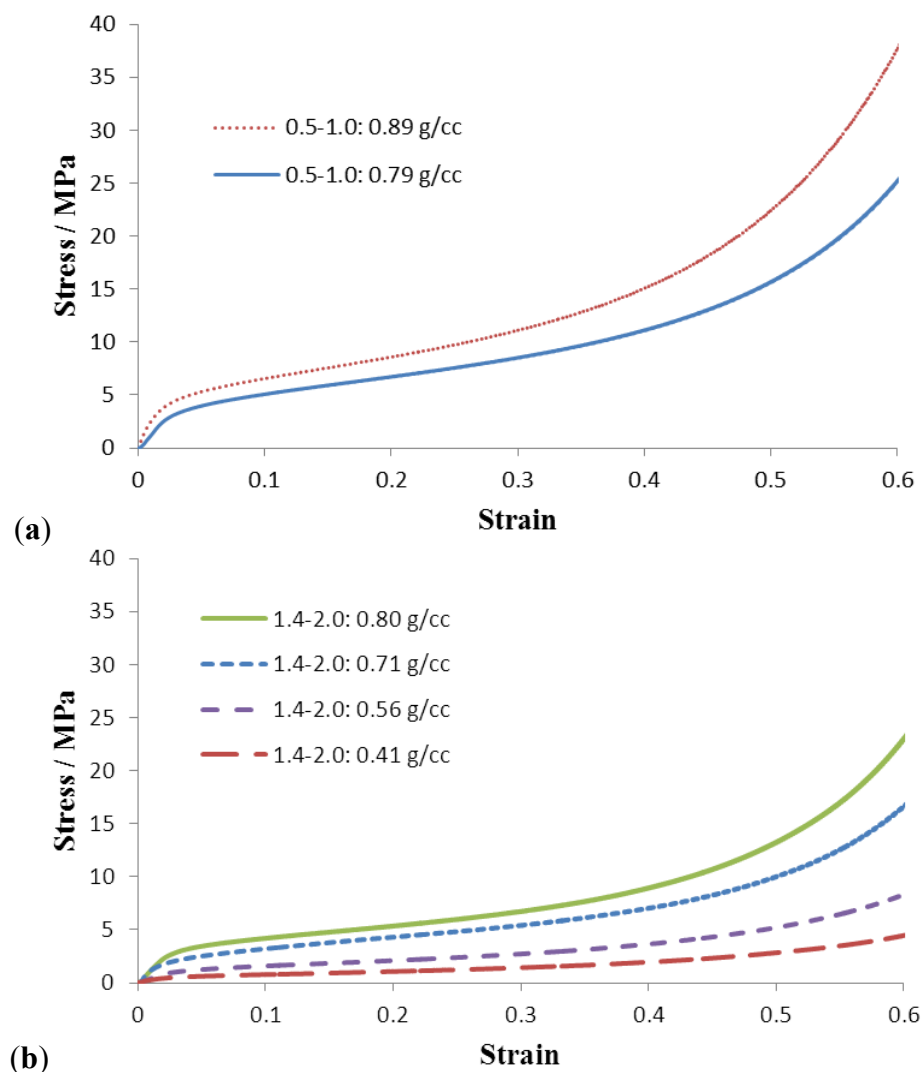 40
35
30
25
20
15
10
5
0
Stress / MPa
0.5-1.0: 0.89 g/cc
0.5-1.0: 0.79 g/cc
0 0.1 0.2 0.3 0.4 0.5 0.6
Strain
(a)
40
35
30
25
20
15
10
5
0
Stress / MPa
1.4-2.0: 0.80 g/cc
1.4-2.0: 0.71 g/cc
1.4-2.0: 0.56 g/cc
1.4-2.0: 0.41 g/cc
0 0.1 0.2 0.3 0.4 0.5 0.6
Strain
(b)